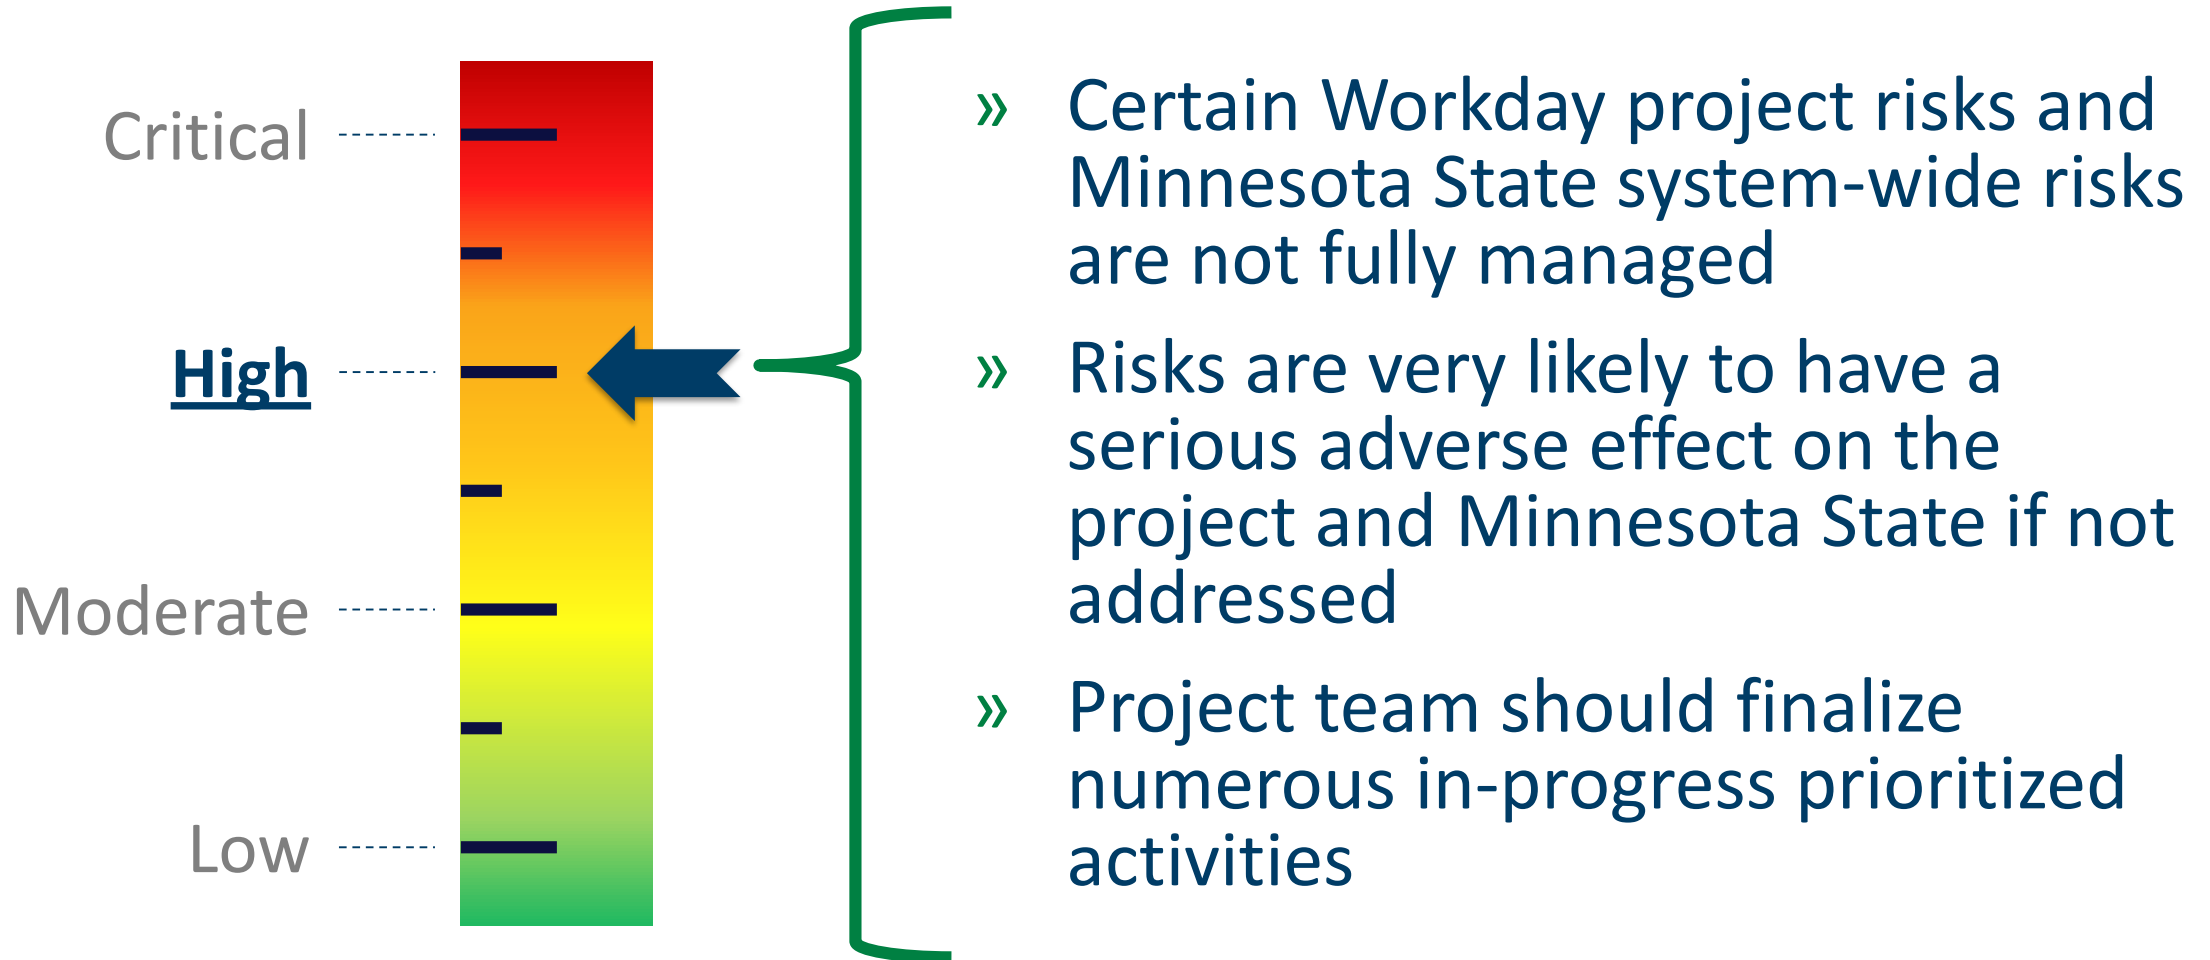 Critical
High
Moderate
Low
» Certain Workday project risks and
Minnesota State system-wide risks
are not fully managed
» Risks are very likely to have a
serious adverse effect on the
project and Minnesota State if not
addressed
» Project team should finalize
numerous in-progress prioritized
activities